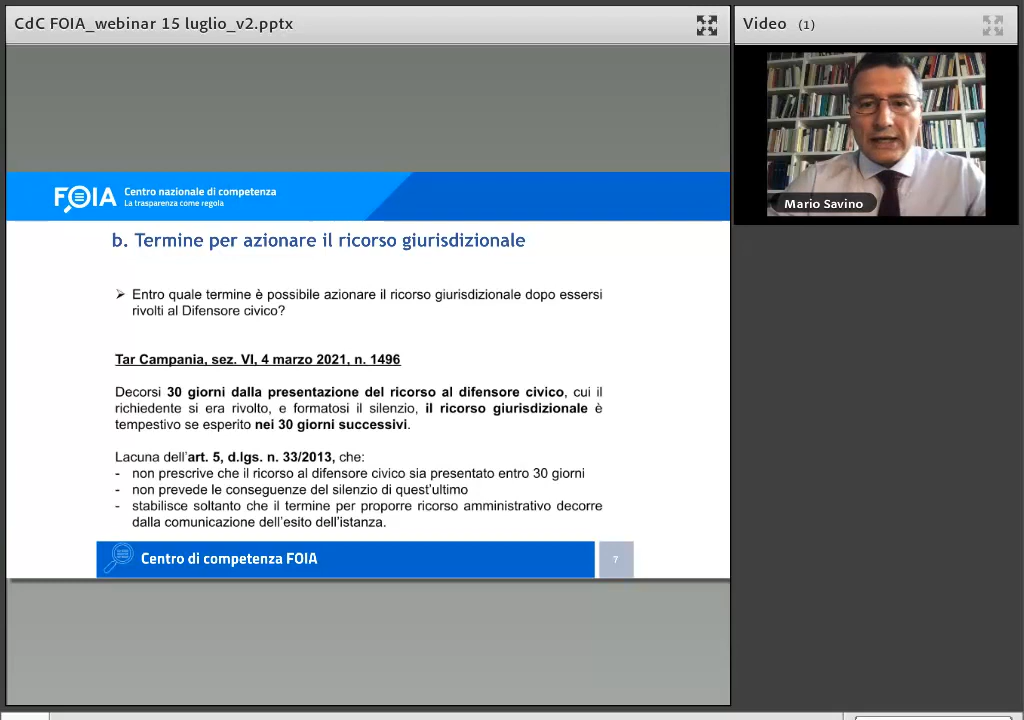 CdC FOIA_webinar 15 luglio_v2.pptx
Video (1)
Mario Savino
FOIA
Centro nazionale di competenza
La trasparenza come regola
b. Termine per azionare il ricorso giurisdizionale
➢ Entro quale termine è possibile azionare il ricorso giurisdizionale dopo essersi
rivolti al Difensore civico?
Tar Campania, sez. VI, 4 marzo 2021, n. 1496
Decorsi 30 giorni dalla presentazione del ricorso al difensore civico, cui il
richiedente si era rivolto, e formatosi il silenzio, il ricorso giurisdizionale è
tempestivo se esperito nei 30 giorni successivi.
Lacuna dell'art. 5, d.lgs. n. 33/2013, che:
- non prescrive che il ricorso al difensore civico sia presentato entro 30 giorni
- non prevede le conseguenze del silenzio di quest'ultimo
- stabilisce soltanto che il termine per proporre ricorso amministrativo decorre
dalla comunicazione dell'esito dell'istanza.
Centro di competenza FOIA
7